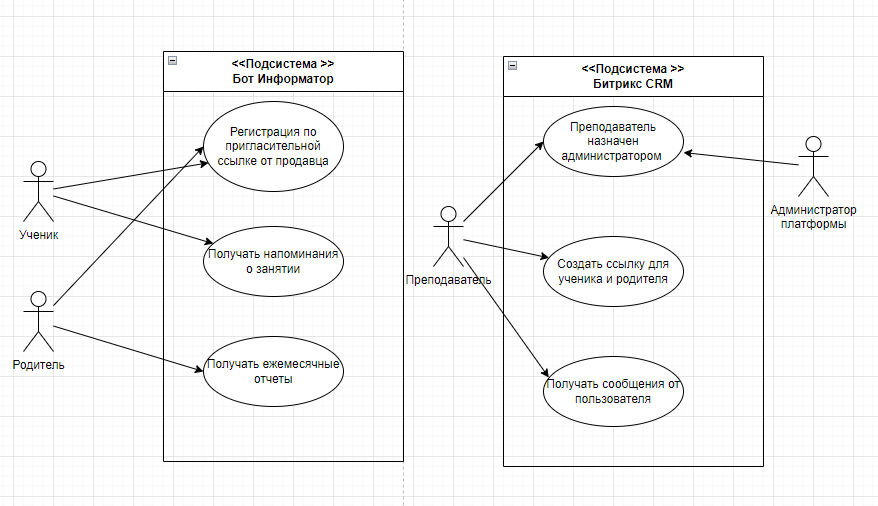 <<Подсистема >>
Бот Информатор
Регистрация по
пригласительной
ссылке от продавца
Получать напоминания
о занятии
Получать ежемесячные
отчеты
Ученик
Родитель
<<Подсистема >>
Битрикс CRM
Преподаватель
назначен
администратором
Создать ссылку для
ученика и родителя
Получать сообщения от
пользователя
Преподаватель
Администратор
платформы